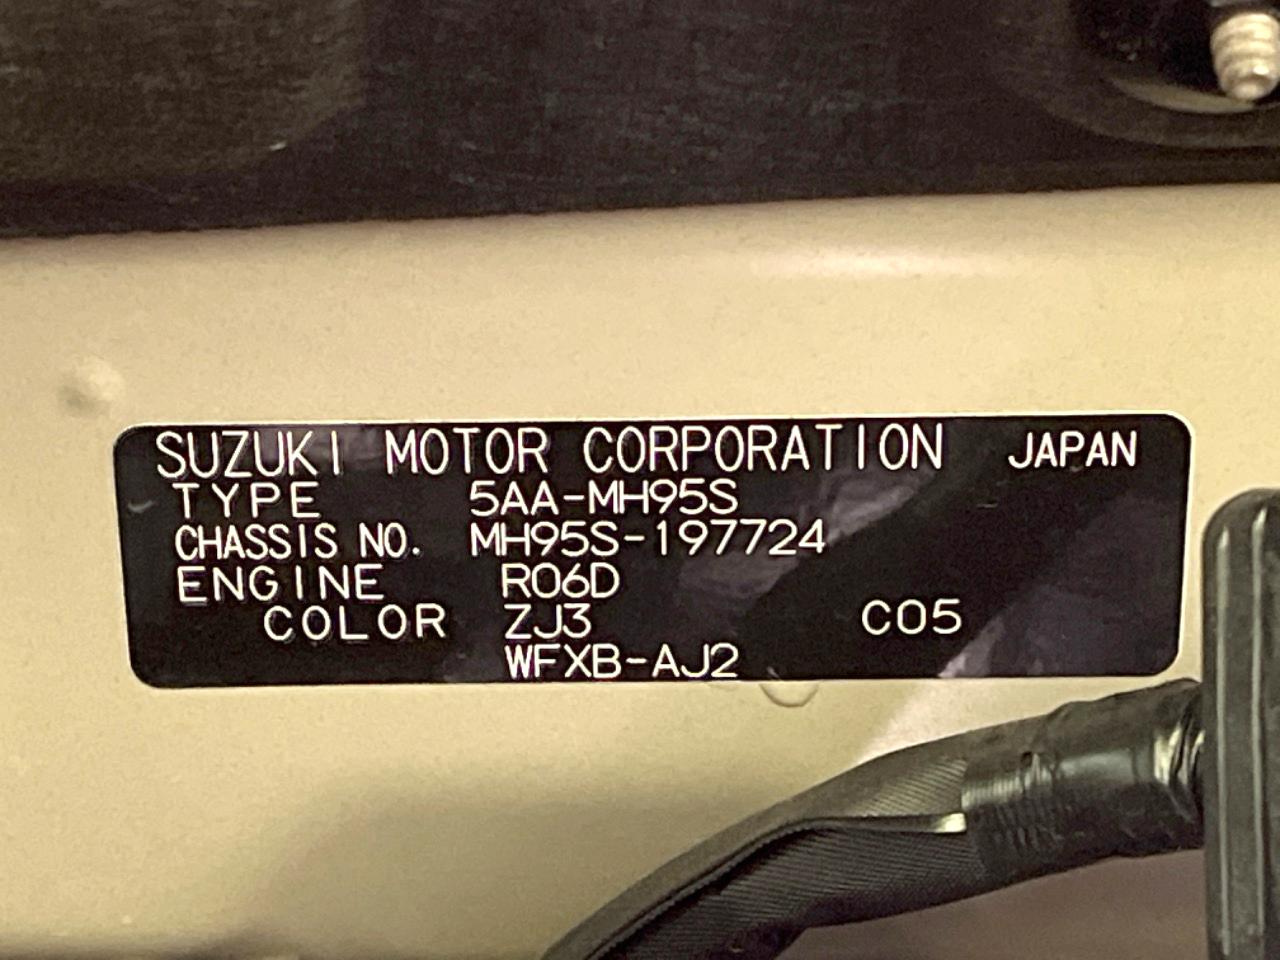 SUZUKI MOTOR CORPORATION JAPAN
TYPE 5AA-MH95S
CHASSIS NO. MH95S-197724
ENGINE R06D
COLOR ZJ3 C05
WFXB-AJ2